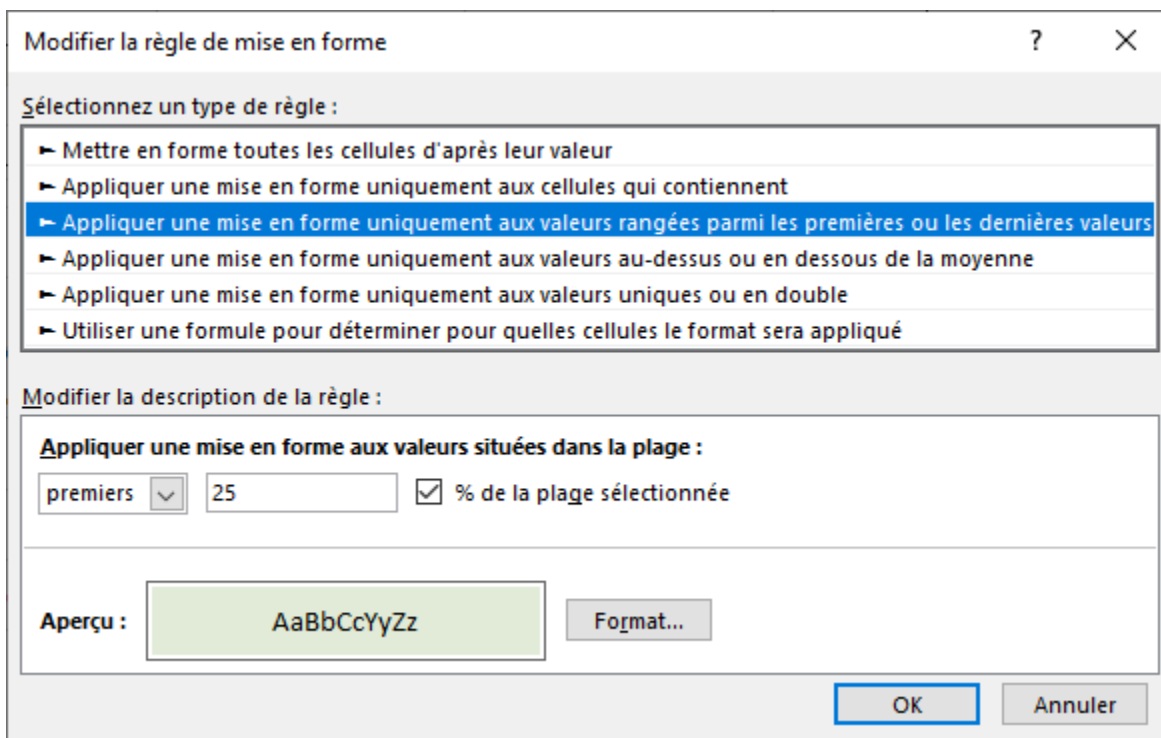 Modifier la règle de mise en forme ? ×
Sélectionnez un type de règle :
► Mettre en forme toutes les cellules d'après leur valeur
► Appliquer une mise en forme uniquement aux cellules qui contiennent
► Appliquer une mise en forme uniquement aux valeurs rangées parmi les premières ou les dernières valeurs
► Appliquer une mise en forme uniquement aux valeurs au-dessus ou en dessous de la moyenne
► Appliquer une mise en forme uniquement aux valeurs uniques ou en double
► Utiliser une formule pour déterminer pour quelles cellules le format sera appliqué
Modifier la description de la règle :
Appliquer une mise en forme aux valeurs situées dans la plage :
premiers 25 % de la plage sélectionnée
Aperçu : AaBbCcYyZz Format...
OK Annuler